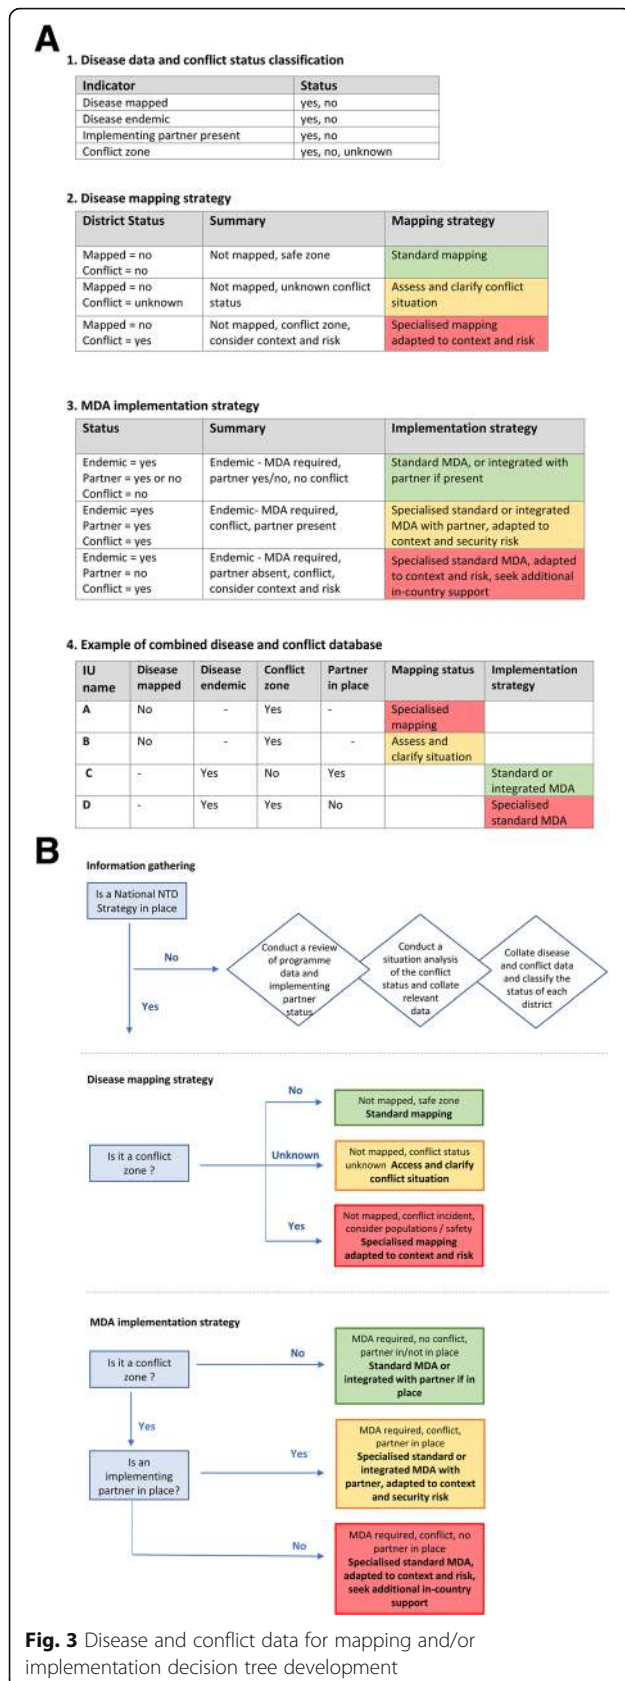 A
1. Disease data and conflict status classification
Indicator Status
Disease mapped yes, no
Disease endemic yes, no
Implementing partner present yes, no
Conflict zone yes, no, unknown
2. Disease mapping strategy
District Status Summary Mapping strategy
Mapped = no Not mapped, safe zone Standard mapping
Conflict = no
Mapped = no Not mapped, unknown conflict Assess and clarify conflict
Conflict = unknown status situation
Mapped = no Not mapped, conflict zone, Specialised mapping
Conflict = yes consider context and risk adapted to context and risk
3. MDA implementation strategy
Status Summary Implementation strategy
Endemic = yes Endemic - MDA required, Standard MDA, or integrated with
Partner = yes or no partner yes/no, no conflict partner if present
Conflict = no
Endemic =yes Endemic- MDA required, Specialised standard or integrated
Partner = yes conflict, partner present MDA with partner, adapted to
Conflict = yes context and security risk
Endemic = yes Endemic - MDA required, Specialised standard MDA, adapted
Partner = no partner absent, conflict, to context and risk, seek additional
Conflict = yes consider context and risk in-country support
4. Example of combined disease and conflict database
IU Disease Disease Conflict Partner Mapping status Implementation
name mapped endemic zone in place strategy
A No - Yes - Specialised
mapping
B No - Yes - Assess and
clarify situation
C - Yes No Yes Standard or
integrated MDA
D - Yes Yes No Specialised
standard MDA
B
Information gathering
Is a National NTD
Strategy in place
No
Yes
Conduct a review
of programme
data and
implementing
partner
status
Conduct a
situation analysis
of the conflict
status and collate
relevant
data
Collate disease
and conflict data
and classify the
status of each
district
Disease mapping strategy
Is it a conflict
zone ?
No
Not mapped, safe zone
Standard mapping
Unknown
Not mapped, conflict status
unknown Access and clarify
conflict situation
Yes
Not mapped, conflict incident,
consider populations / safety
Specialised mapping
adapted to context and risk
MDA implementation strategy
Is it a conflict
zone ?
No
MDA required, no conflict,
partner in/not in place
Standard MDA or
integrated with partner if in
place
Yes
Is an
implementing
partner in place?
Yes
MDA required, conflict,
partner in place
Specialised standard or
integrated MDA with
partner, adapted to context
and security risk
No
MDA required, conflict, no
partner in place
Specialised standard MDA,
adapted to context and risk,
seek additional in-country
support
Fig. 3 Disease and conflict data for mapping and/or
implementation decision tree development